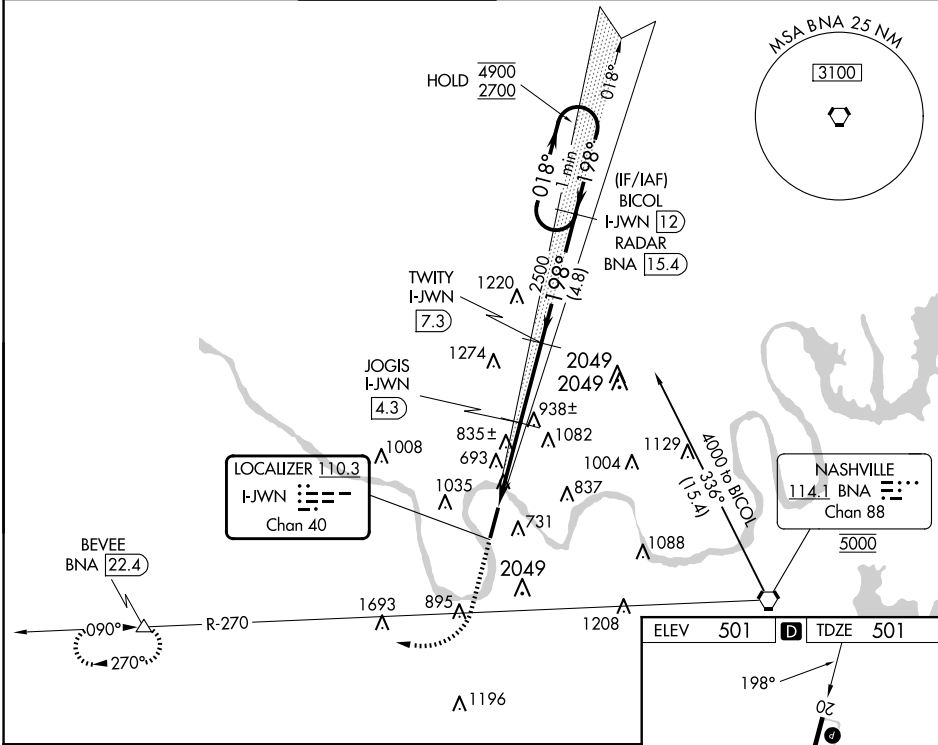 MSA BNA 25 NM
3100
HOLD 4900
2700
018°
018°
1 min
198°
(IF/IAF)
BICOL
I-JWN 12
RADAR
BNA 15.4
2500
198°
(4.8)
TWITY
I-JWN
7.3
1220
1274
JOGIS
I-JWN
4.3
2049
2049
938±
835±
1082
1008
693
1004
1129
4000 to BICOL
336°
(15.4)
LOCALIZER 110.3
I-JWN
Chan 40
1035
837
731
NASHVILLE
114.1 BNA
Chan 88
5000
1088
BEVEE
BNA 22.4
2049
1693
895
1208
090°
R-270
270°
1196
ELEV 501 D TDZE 501
198°
20
P